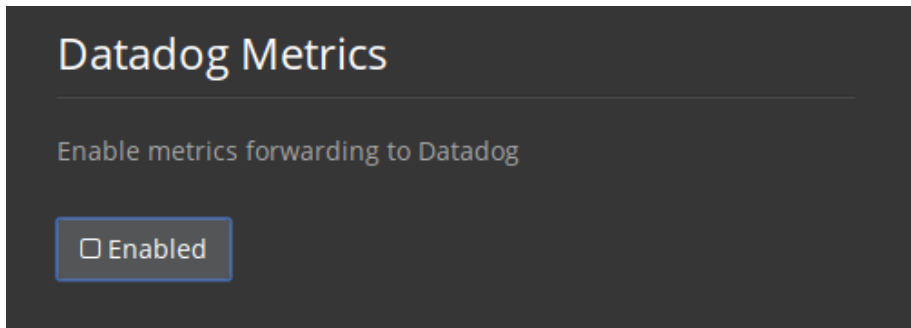 Datadog Metrics
Enable metrics forwarding to Datadog
Enabled